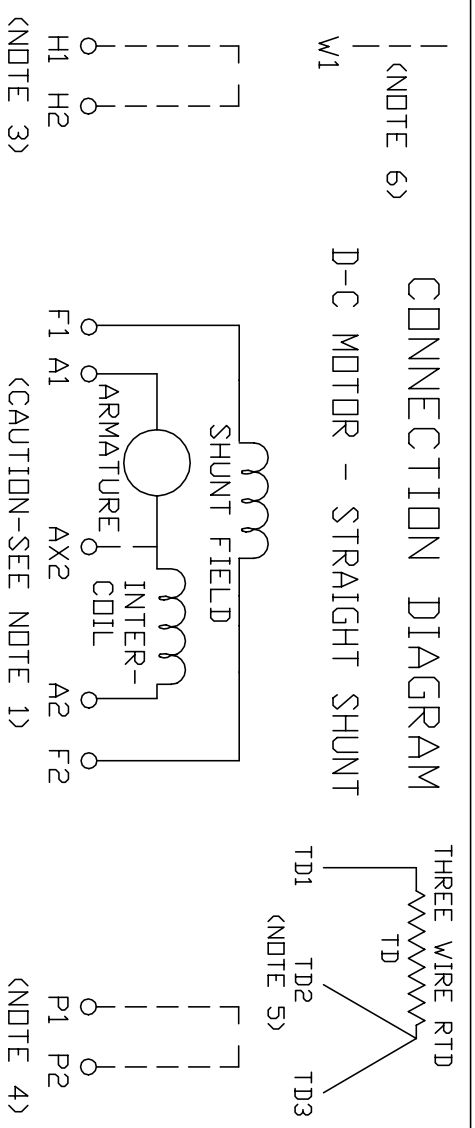 CONNECTION DIAGRAM
D-C MOTOR - STRAIGHT SHUNT
W1
(NOTE 6)
H1
H2
(NOTE 3)
SHUNT FIELD
ARMATURE
INTER-
COIL
F1
A1
AX2
A2
F2
(CAUTION-SEE NOTE 1)
THREE WIRE RTD
TD
TD1
TD2
TD3
(NOTE 5)
P1
P2
(NOTE 4)